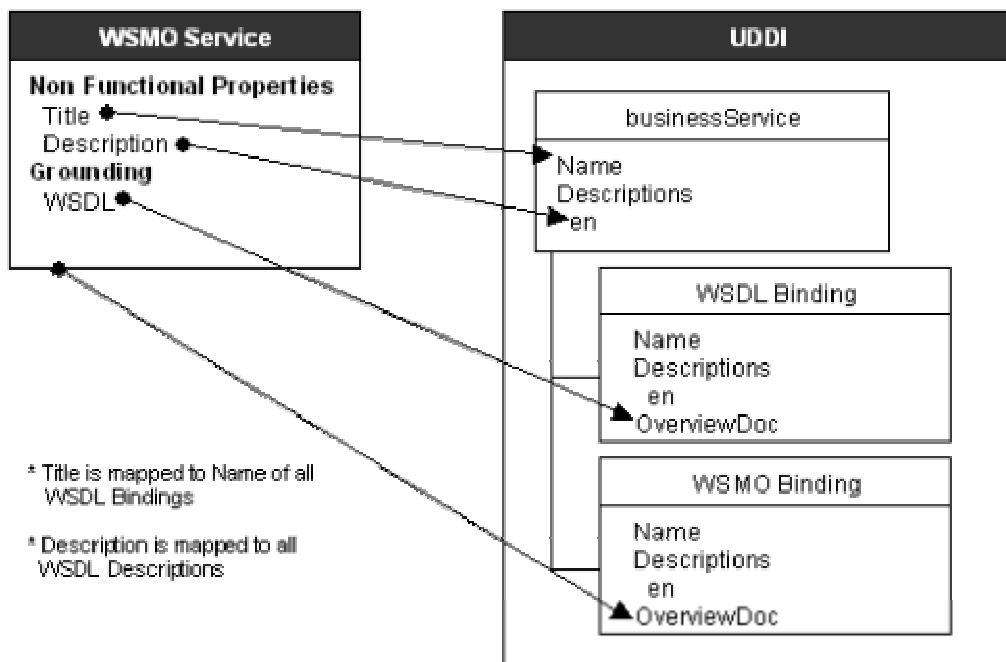 WSMO Service
Non Functional Properties
Title
Description
Grounding
WSDL
* Title is mapped to Name of all
WSDL Bindings
* Description is mapped to all
WSDL Descriptions
UDDI
businessService
Name
Descriptions
en
WSDL Binding
Name
Descriptions
en
OverviewDoc
WSMO Binding
Name
Descriptions
en
OverviewDoc